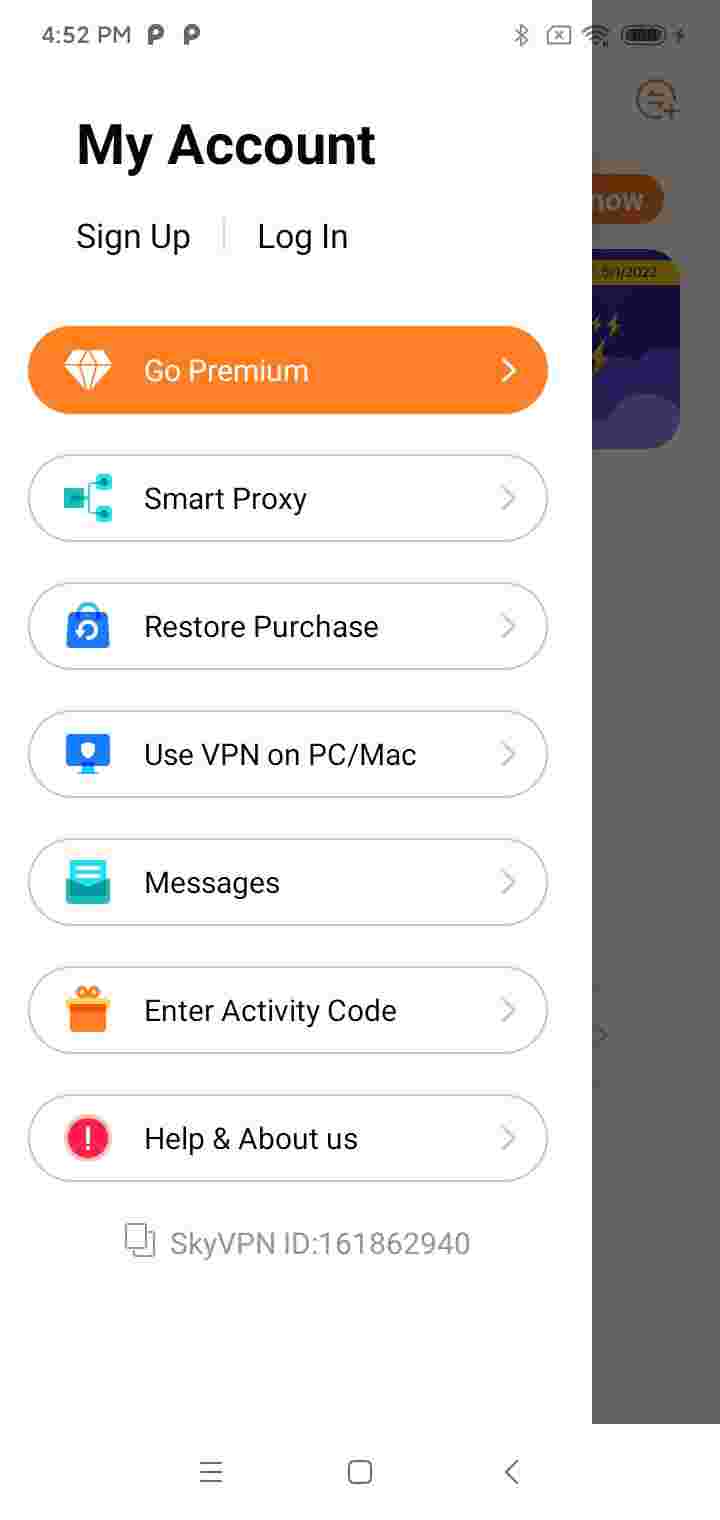 4:52 PM
My Account
Sign Up
Log In
now
5/1/2022
Go Premium
Smart Proxy
Restore Purchase
Use VPN on PC/Mac
Messages
Enter Activity Code
Help & About us
SkyVPN ID:161862940